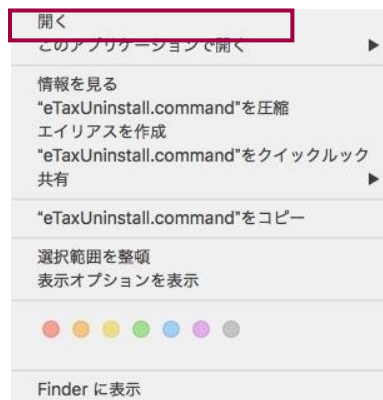 開く
このアプリケーションで開く
情報を見る
“eTaxUninstall.command”を圧縮
エイリアスを作成
“eTaxUninstall.command”をクイックルック
共有
“eTaxUninstall.command”をコピー
選択範囲を整頓
表示オプションを表示
Finder に表示